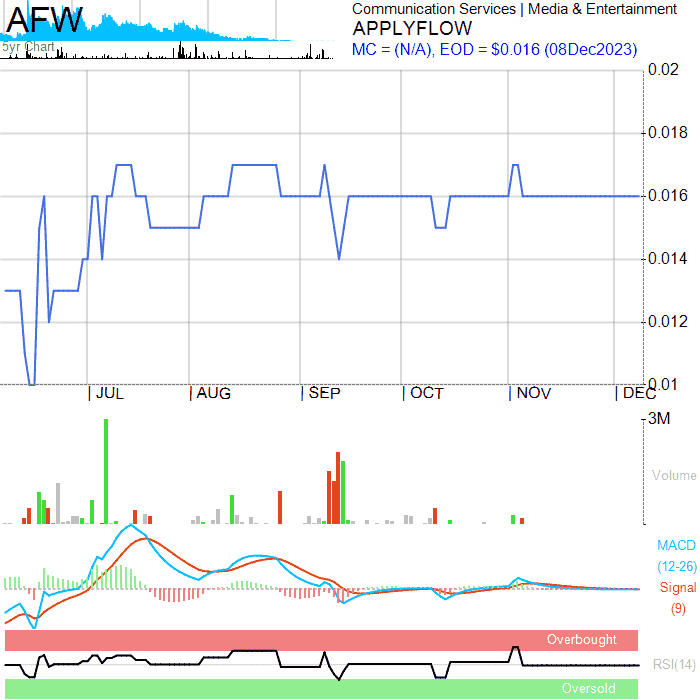 AFW
5yr Chart
Communication Services | Media & Entertainment
APPLYFLOW
MC = (N/A), EOD = $0.016 (08Dec2023)
0.02
0.018
0.016
0.014
0.012
0.01
JUL AUG SEP OCT NOV DEC
3M
Volume
MACD
(12-26)
Signal
(9)
Overbought
RSI(14)
Oversold